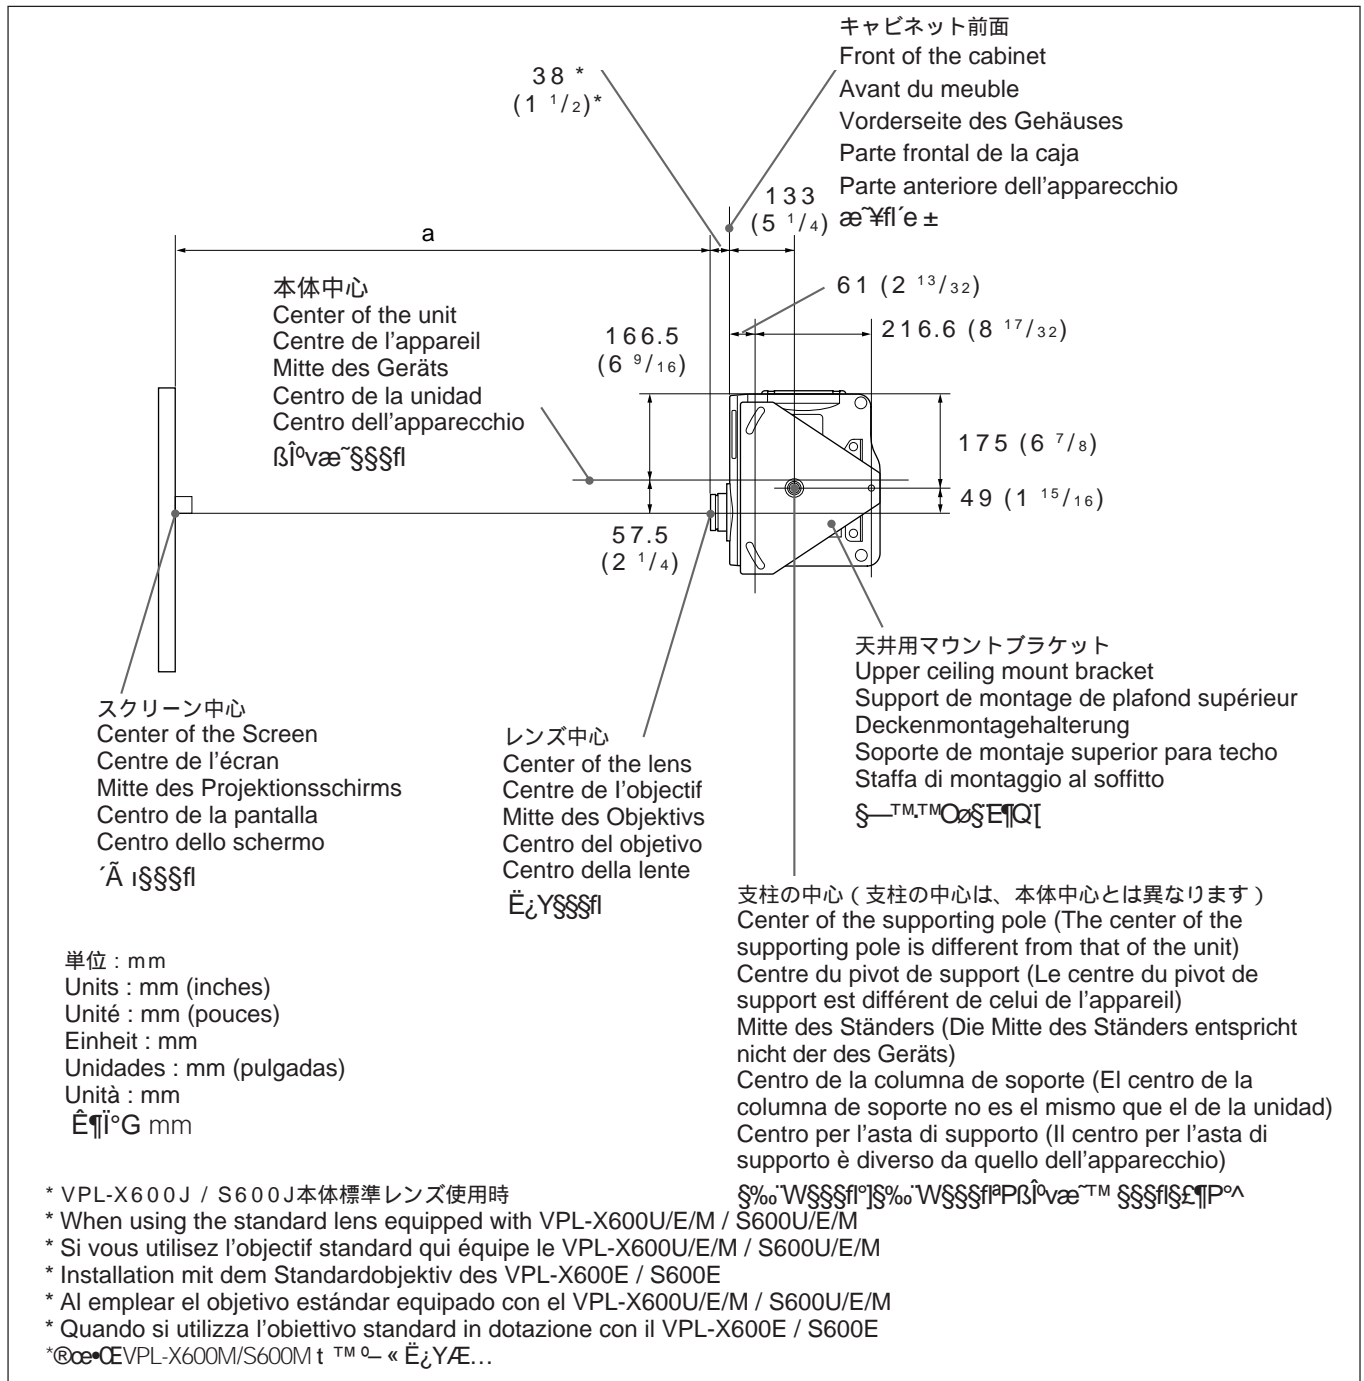 キャビネット前面
Front of the cabinet
Avant du meuble
Vorderseite des Gehäuses
Parte frontal de la caja
Parte anteriore dell'apparecchio
æ˜¥fl´e ±
38 *
(1 1/2)*
133
(5 1/4)
a
61 (2 13/32)
216.6 (8 17/32)
本体中心
Center of the unit
Centre de l'appareil
Mitte des Geräts
Centro de la unidad
Centro dell'apparecchio
ßÎºvæ˜§§§fl
166.5
(6 9/16)
175 (6 7/8)
49 (1 15/16)
57.5
(2 1/4)
天井用マウントブラケット
Upper ceiling mount bracket
Support de montage de plafond supérieur
Deckenmontagehalterung
Soporte de montaje superior para techo
Staffa di montaggio al soffitto
スクリーン中心
Center of the Screen
Centre de l'écran
Mitte des Projektionsschirms
Centro de la pantalla
Centro dello schermo
´Ã ı§§§fl
レンズ中心
Center of the lens
Centre de I'objectif
Mitte des Objektivs
Centro del objetivo
Centro della lente
Ë¿Y§§§fl
支柱の中心 ( 支柱の中心は、本体中心とは異なります )
Center of the supporting pole (The center of the
supporting pole is different from that of the unit)
Centre du pivot de support (Le centre du pivot de
support est différent de celui de l'appareil)
Mitte des Ständers (Die Mitte des Ständers entspricht
nicht der des Geräts)
Centro de la columna de soporte (El centro de la
columna de soporte no es el mismo que el de la unidad)
Centro per l'asta di supporto (Il centro per l'asta di
supporto è diverso da quello dell'apparecchio)
§‰¨W§§§flº]§‰¨W§§§flªPßÎºvæ˜™ §§§fl§£¶P°^
単位 : mm
Units : mm (inches)
Unité : mm (pouces)
Einheit : mm
Unidades : mm (pulgadas)
Unità : mm
Ê¶Ï°G mm
* VPL-X600J / S600J本体標準レンズ使用時
* When using the standard lens equipped with VPL-X600U/E/M / S600U/E/M
* Si vous utilisez l'objectif standard qui équipe le VPL-X600U/E/M / S600U/E/M
* Installation mit dem Standardobjektiv des VPL-X600E / S600E
* Al emplear el objetivo estándar equipado con el VPL-X600U/E/M / S600U/E/M
* Quando si utilizza l'obiettivo standard in dotazione con il VPL-X600E / S600E
*®œ•ŒVPL-X600M/S600M t ™ º– « Ë¿YÆ…